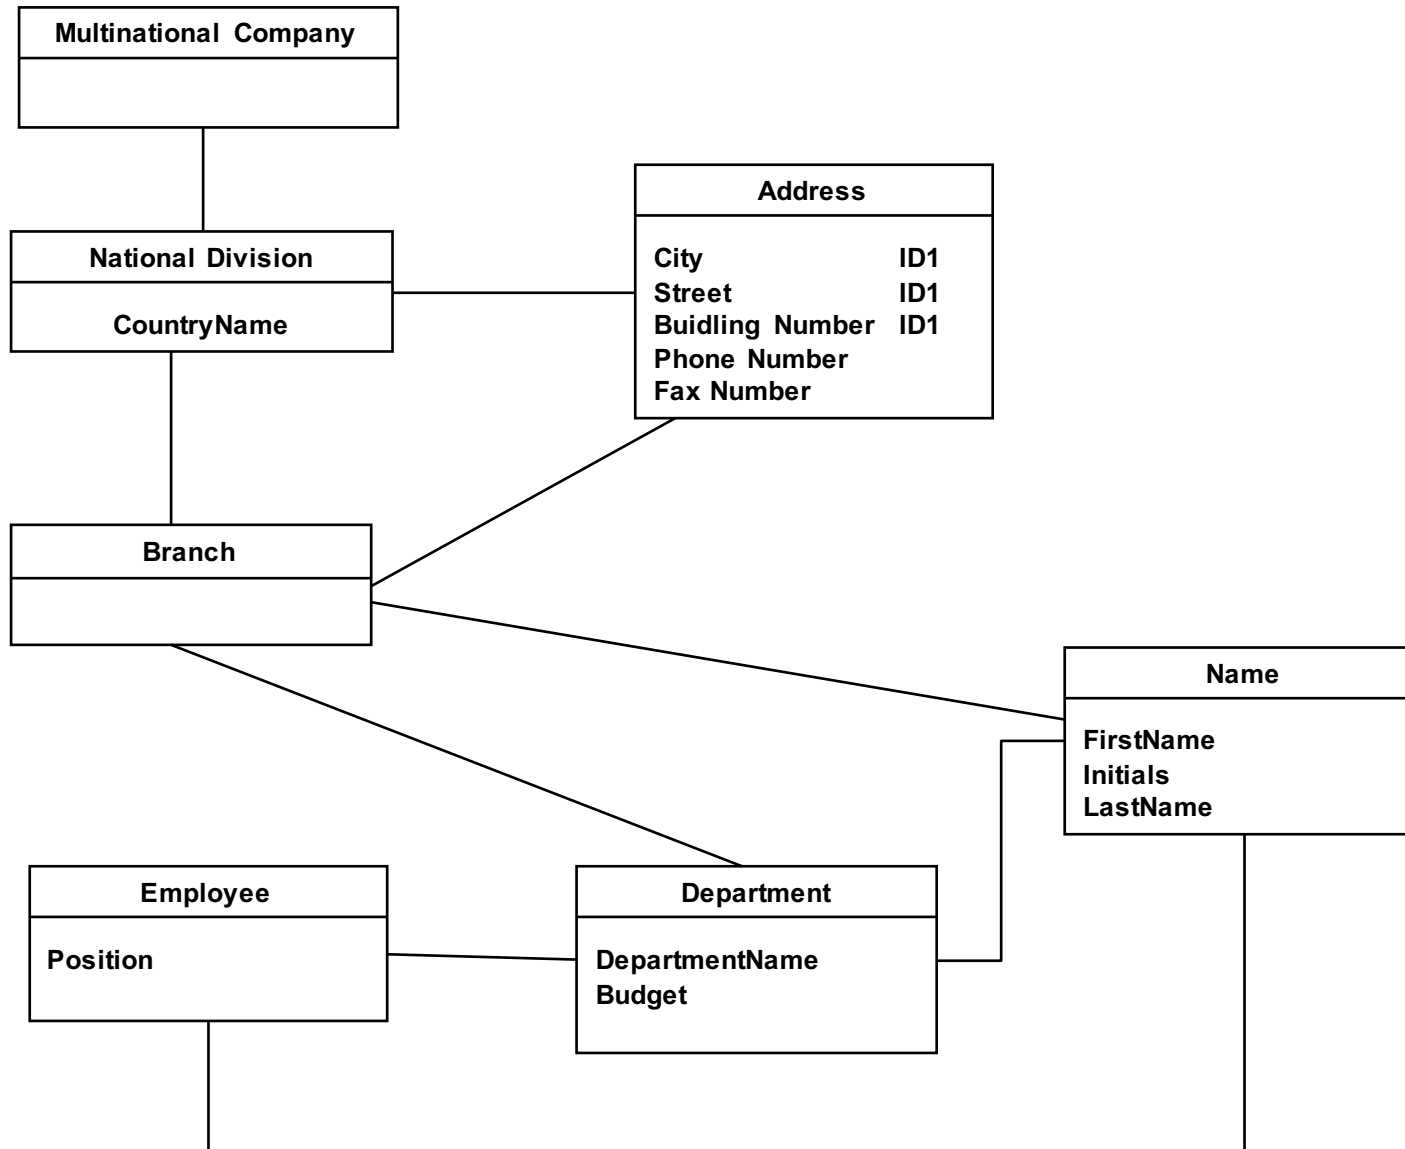 Multinational Company
Address
City ID1
Street ID1
Buidling Number ID1
Phone Number
Fax Number
National Division
CountryName
Branch
Name
FirstName
Initials
LastName
Employee
Position
Department
DepartmentName
Budget